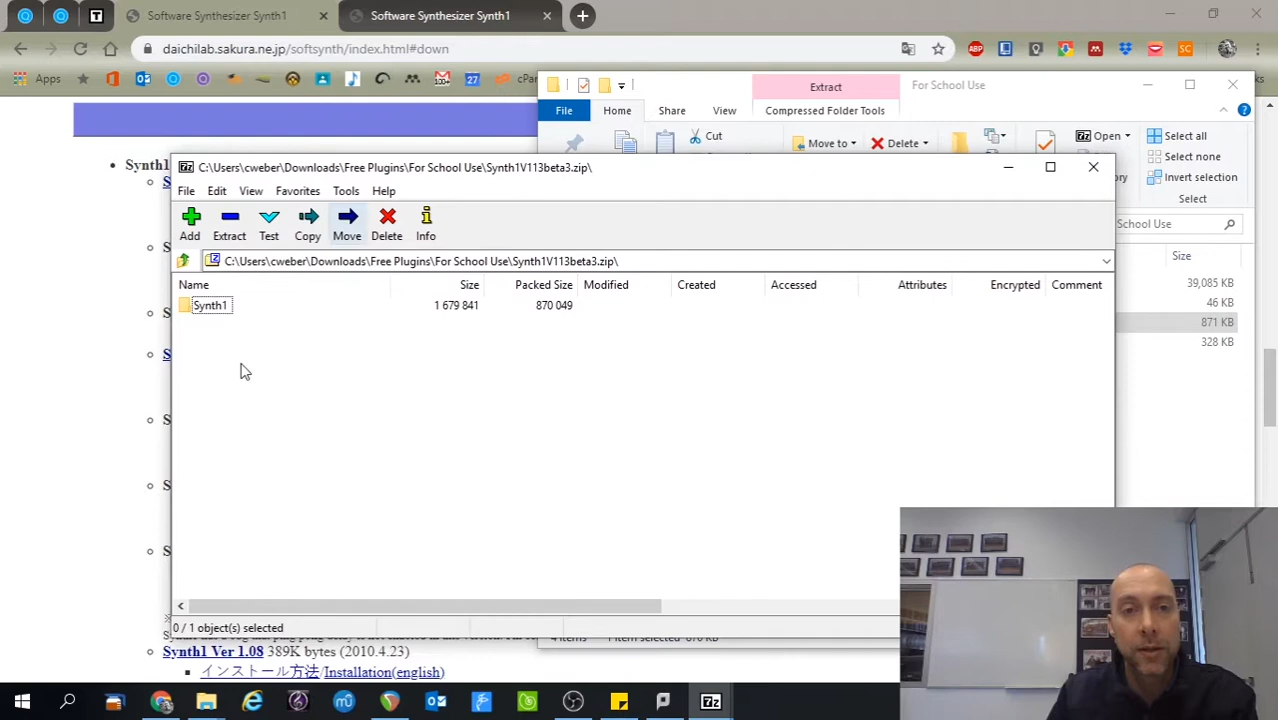 Software Synthesizer Synth1
Software Synthesizer Synth1
daichilab.sakura.ne.jp/softsynth/index.html#down
Apps
cPan
Extract
For School Use
File
Home
Share
View
Compressed Folder Tools
Cut
Move to
Delete
Open
Select all
Select none
Invert selection
Select
Synth1
C:\Users\cweber\Downloads\Free Plugins\For School Use\Synth1V113beta3.zip\
File Edit View Favorites Tools Help
Add Extract Test Copy Move Delete Info
School Use
C:\Users\cweber\Downloads\Free Plugins\For School Use\Synth1V113beta3.zip\
Size
Name Size Packed Size Modified Created Accessed Attributes Encrypted Comment
39,085 KB
Synth1 1 679 841 870 049
46 KB
871 KB
328 KB
0 / 1 object(s) selected
Synth1 Ver 1.08 389K bytes (2010.4.23)
インストール方法/Installation(english)